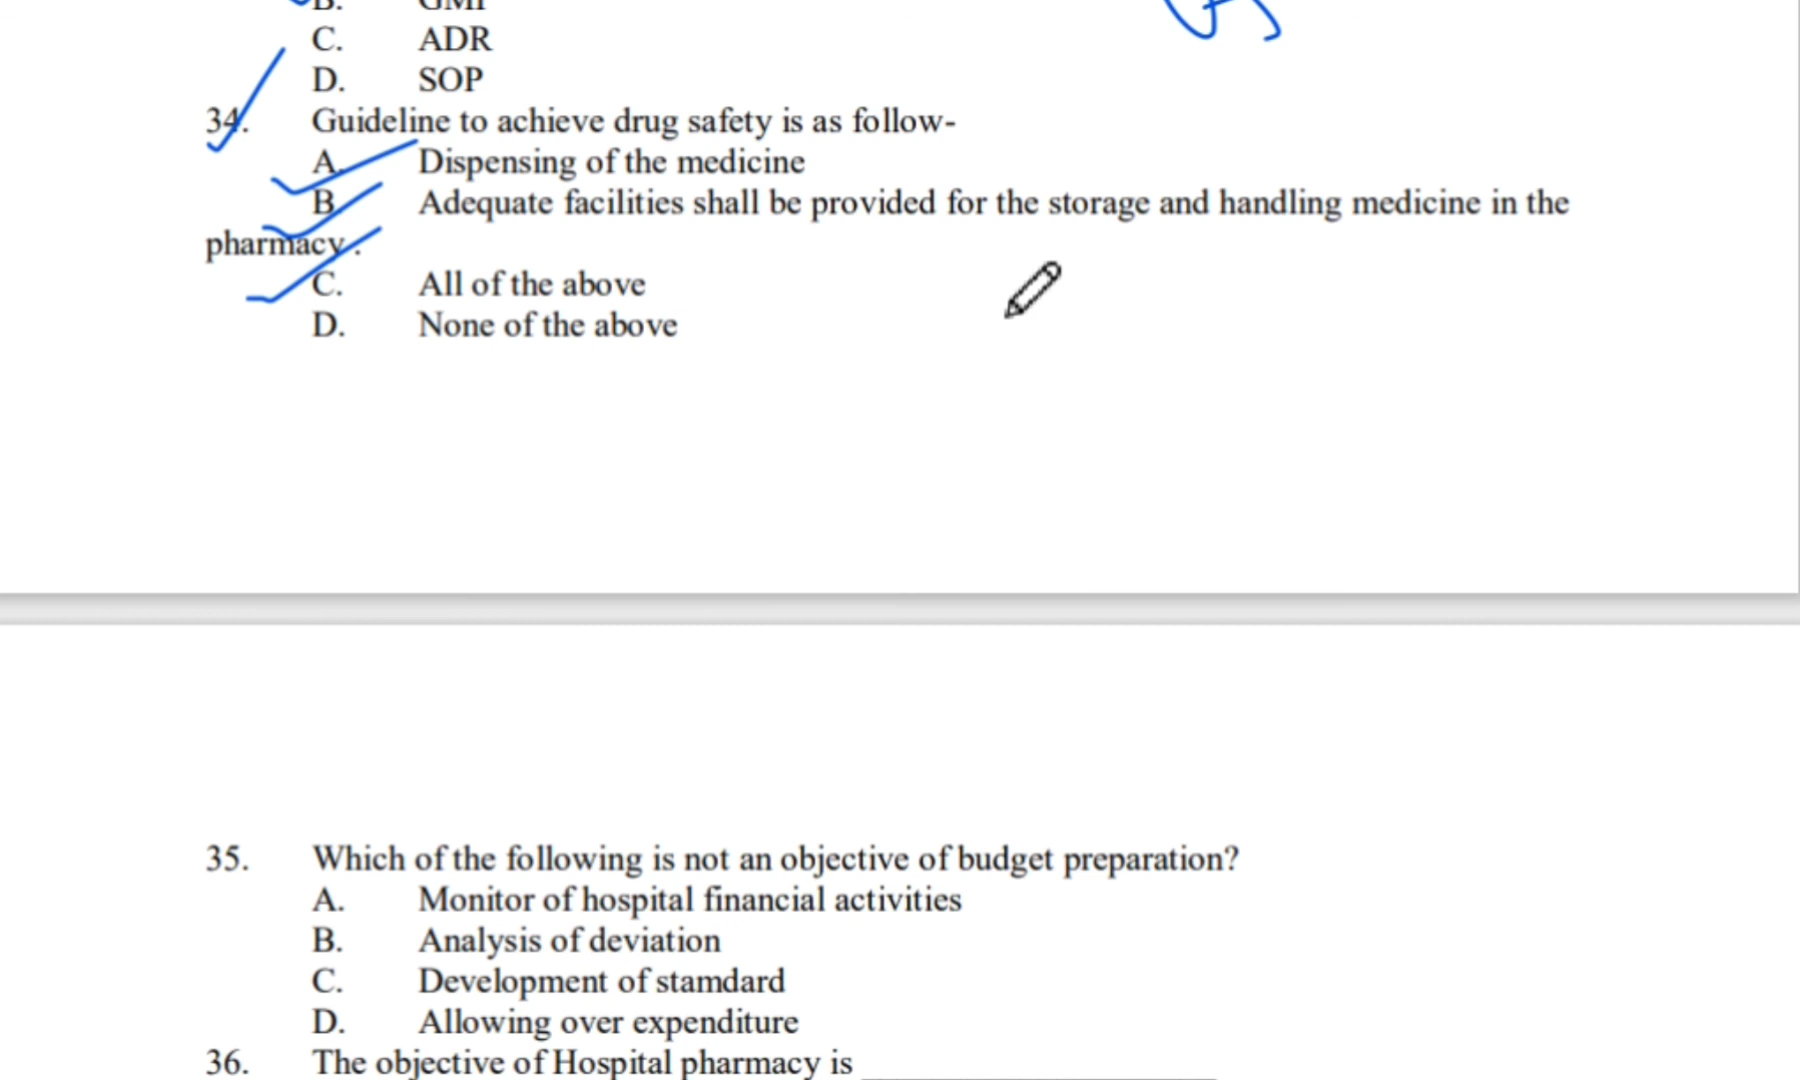 B. GMP
C. ADR
D. SOP
34. Guideline to achieve drug safety is as follow-
A. Dispensing of the medicine
B. Adequate facilities shall be provided for the storage and handling medicine in the
pharmacy.
C. All of the above
D. None of the above
35. Which of the following is not an objective of budget preparation?
A. Monitor of hospital financial activities
B. Analysis of deviation
C. Development of stamdard
D. Allowing over expenditure
36. The objective of Hospital pharmacy is ____________________